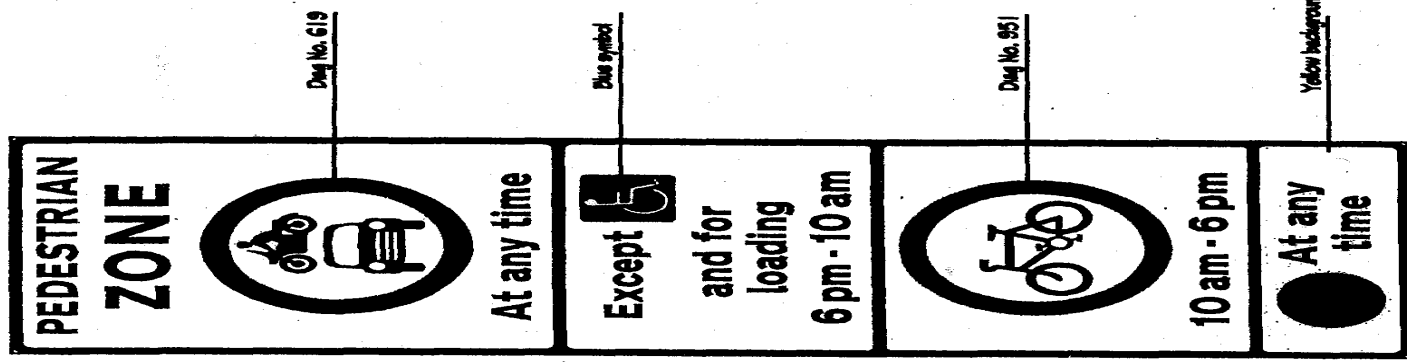 Diag No. 619
Blue symbol
Diag No. 951
Yellow background
PEDESTRIAN
ZONE
At any time
Except
and for
loading
6 pm - 10 am
10 am - 6 pm
At any
time